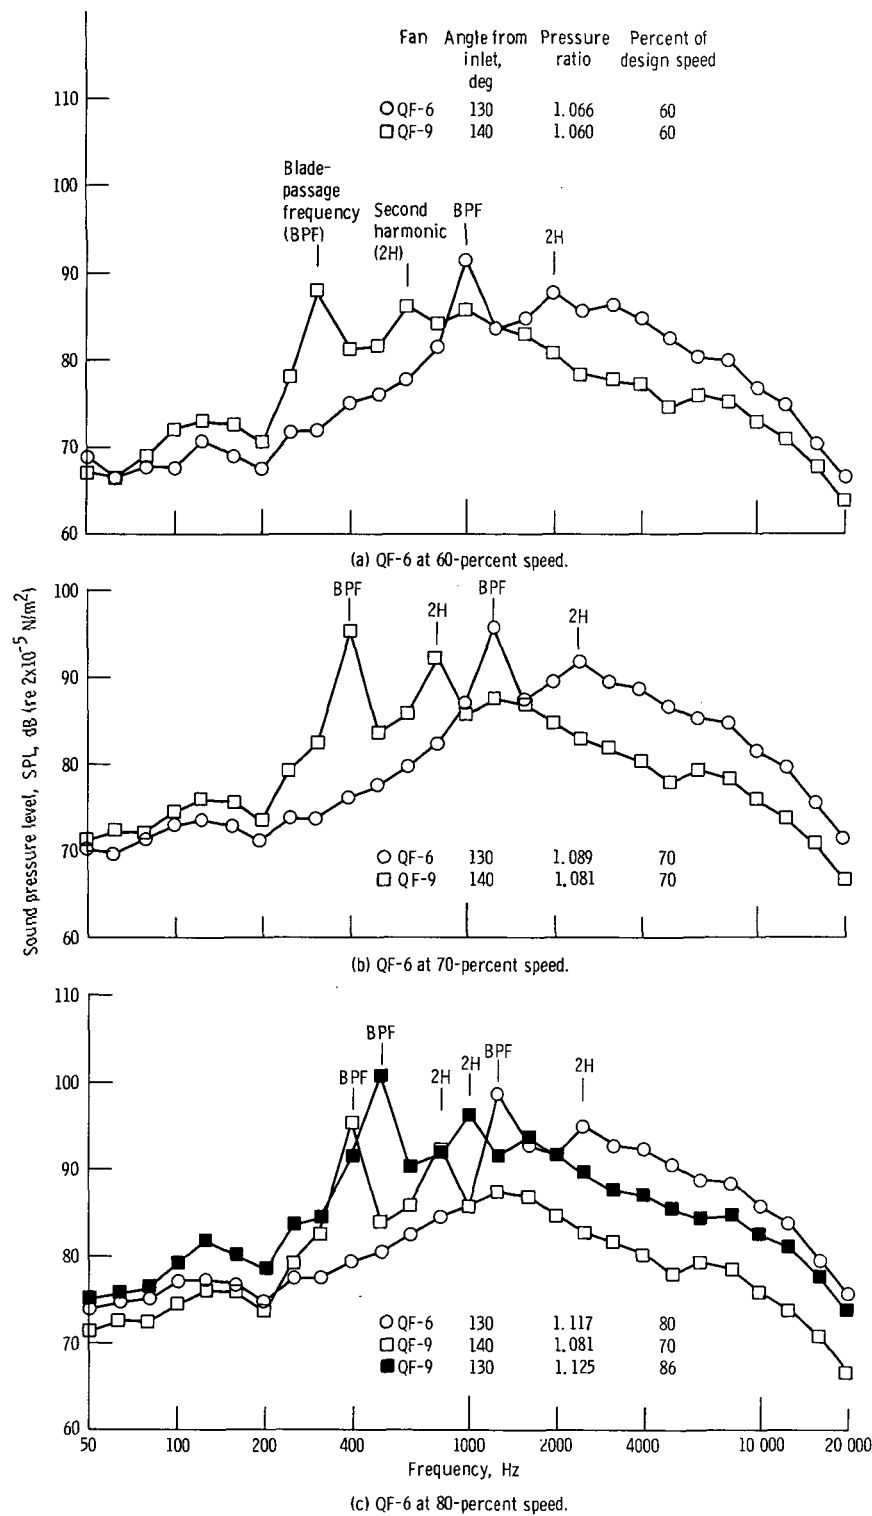 Fan Angle from Pressure Percent of
inlet, ratio design speed
deg
QF-6 130 1.066 60
QF-9 140 1.060 60
110
100
90
80
70
60
Blade-
passage
frequency
(BPF)
Second
harmonic
(2H)
BPF
2H
(a) QF-6 at 60-percent speed.
Sound pressure level, SPL, dB (re 2x10⁻⁵ N/m²)
100
90
80
70
60
BPF
2H
BPF
2H
QF-6 130 1.089 70
QF-9 140 1.081 70
(b) QF-6 at 70-percent speed.
110
100
90
80
70
60
BPF
BPF
2H
2H
BPF
2H
QF-6 130 1.117 80
QF-9 140 1.081 70
QF-9 130 1.125 86
50 100 200 400 1000 2000 4000 10 000 20 000
Frequency, Hz
(c) QF-6 at 80-percent speed.